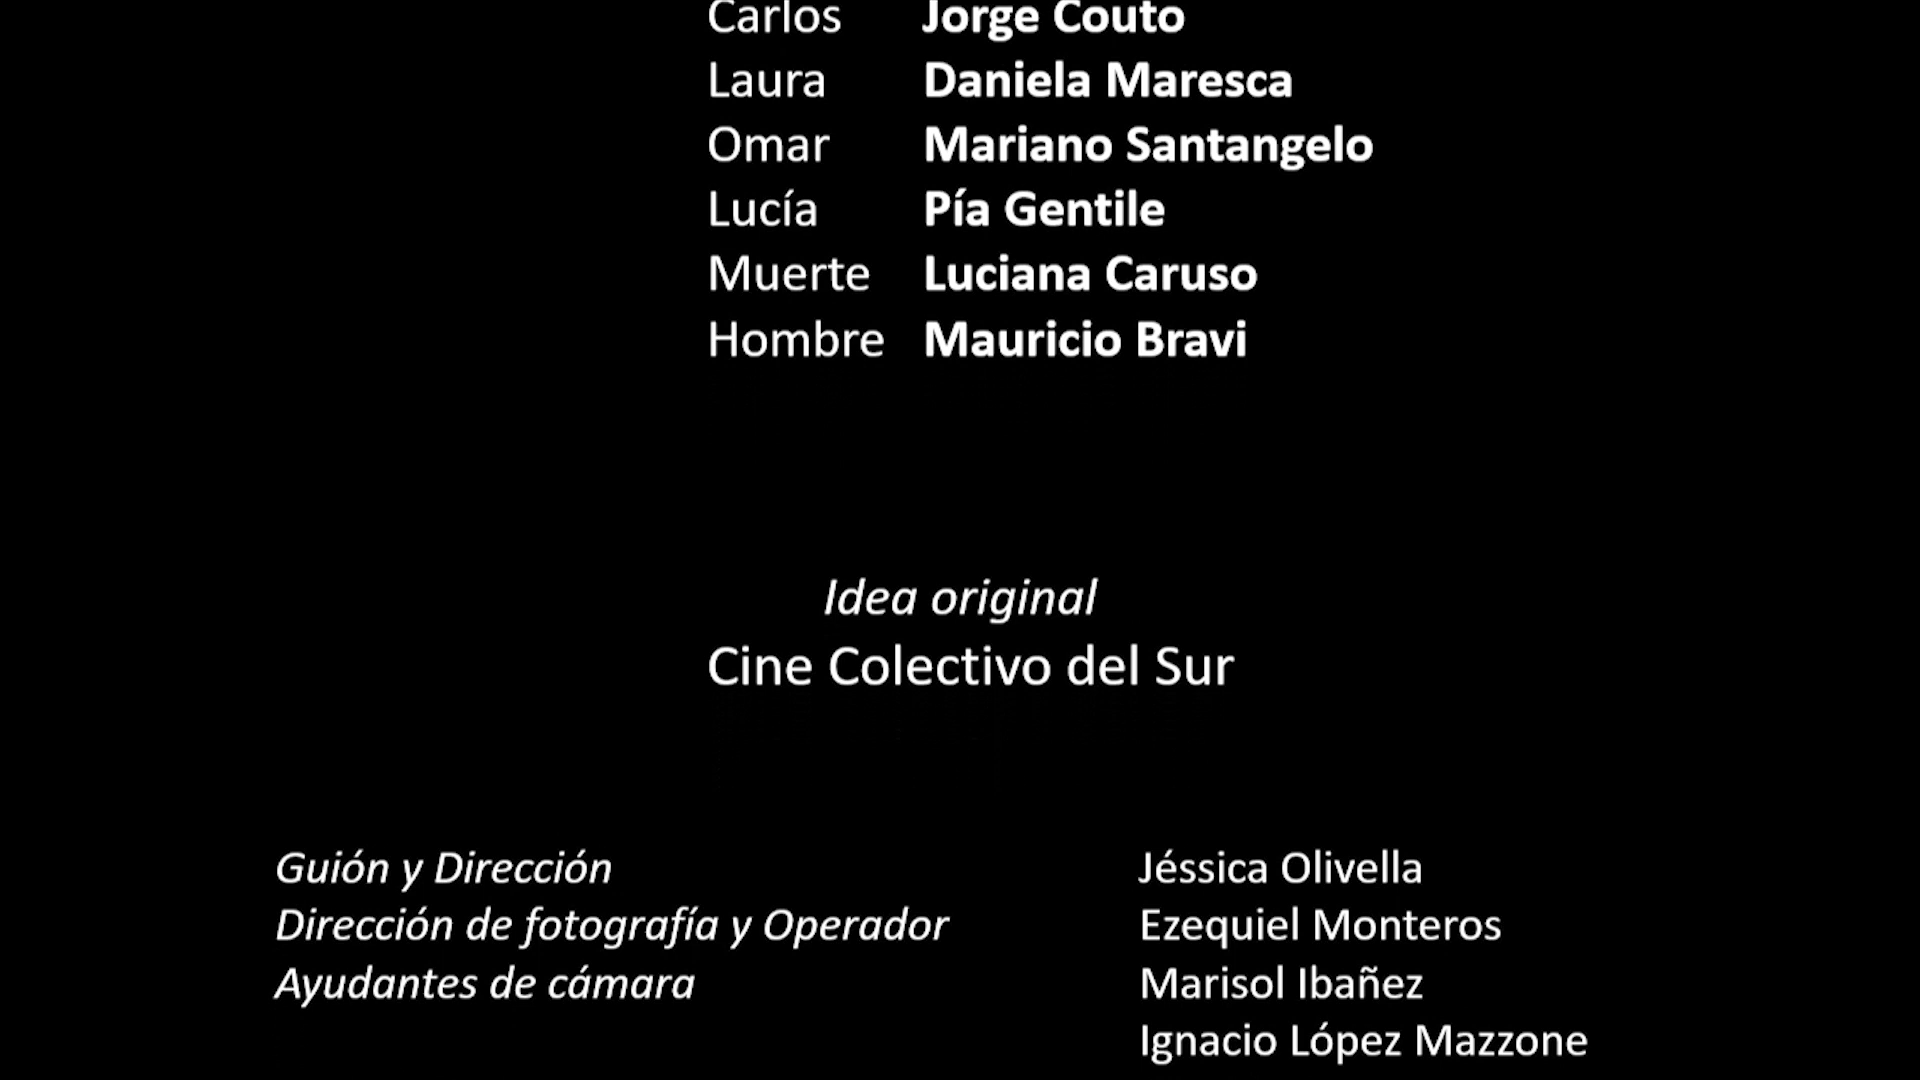 Carlos Jorge Couto
Laura Daniela Maresca
Omar Mariano Santangelo
Lucía Pía Gentile
Muerte Luciana Caruso
Hombre Mauricio Bravi
Idea original
Cine Colectivo del Sur
Guión y Dirección Jéssica Olivella
Dirección de fotografía y Operador Ezequiel Monteros
Ayudantes de cámara Marisol Ibañez
Ignacio López Mazzone